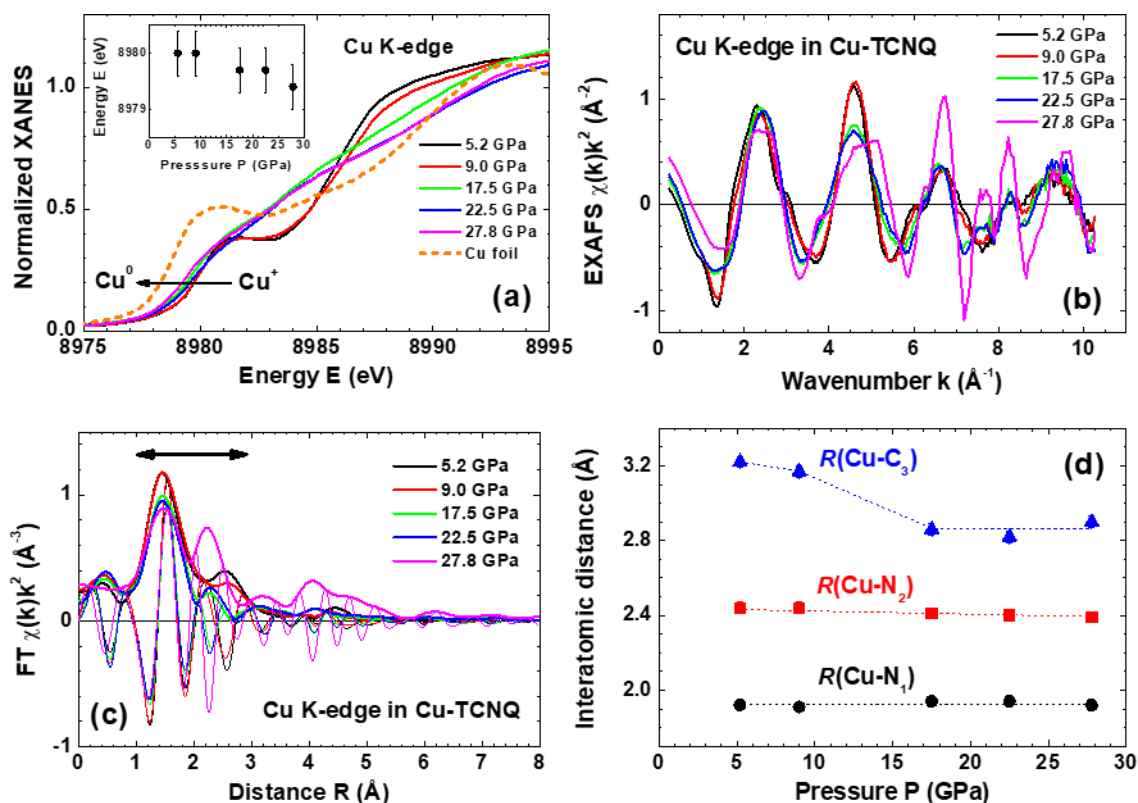 Cu K-edge
8980
8979
Energy E (eV)
0 5 10 15 20 25 30
Presssure P (GPa)
5.2 GPa
9.0 GPa
17.5 GPa
22.5 GPa
27.8 GPa
Cu foil
Cu⁰
Cu⁺
(a)
1.0
0.5
0.0
Normalized XANES
8975 8980 8985 8990 8995
Energy E (eV)
Cu K-edge in Cu-TCNQ
5.2 GPa
9.0 GPa
17.5 GPa
22.5 GPa
27.8 GPa
(b)
1
0
-1
EXAFS χ(k)k² (Å⁻²)
0 2 4 6 8 10
Wavenumber k (Å⁻¹)
5.2 GPa
9.0 GPa
17.5 GPa
22.5 GPa
27.8 GPa
(c)
Cu K-edge in Cu-TCNQ
1
0
-1
FT χ(k)k² (Å⁻³)
0 1 2 3 4 5 6 7 8
Distance R (Å)
R(Cu-C₃)
(d)
R(Cu-N₂)
R(Cu-N₁)
3.2
2.8
2.4
2.0
Interatomic distance (Å)
0 5 10 15 20 25 30
Pressure P (GPa)